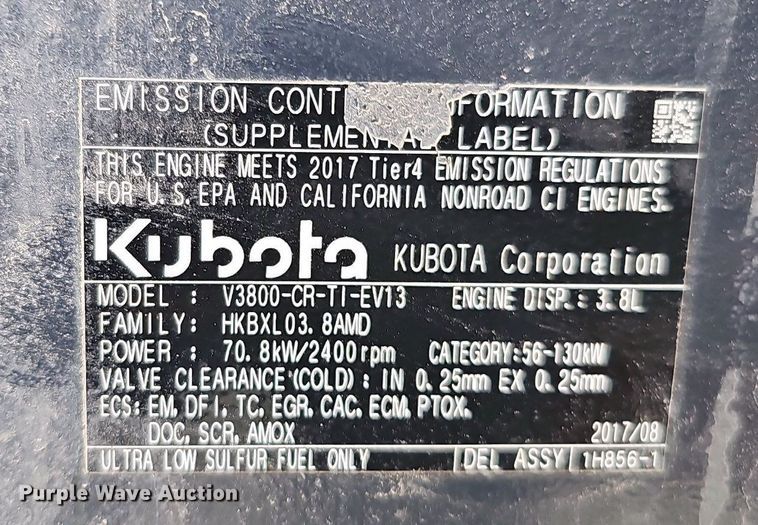 EMISSION CONT FORMATION
(SUPPLEMENTAL LABEL)
THIS ENGINE MEETS 2017 Tier4 EMISSION REGULATIONS
FOR U.S.EPA AND CALIFORNIA NONROAD CI ENGINES.
Kubota KUBOTA Corporation
MODEL : V3800-CR-TI-EV13 ENGINE DISP.: 3.8L
FAMILY: HKBXL03.8AMD
POWER : 70.8kW/2400rpm CATEGORY:56-130kW
VALVE CLEARANCE(COLD): IN 0.25mm EX 0.25mm
ECS: EM, DFI, TC, EGR, CAC, ECM, PTOX,
DOC, SCR, AMOX 2017/08
ULTRA LOW SULFUR FUEL ONLY DEL ASSY 1H856-1
Purple Wave Auction